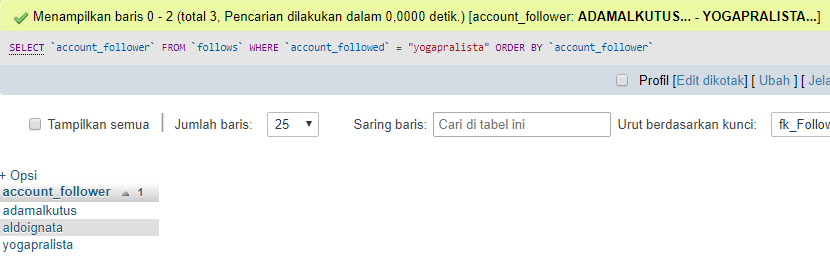 Menampilkan baris 0 - 2 (total 3, Pencarian dilakukan dalam 0,0000 detik.) [account_follower: ADAMALKUTUS... - YOGAPRALISTA...]
SELECT `account_follower` FROM `follows` WHERE `account_followed` = "yogapralista" ORDER BY `account_follower`
Profil [Edit dikotak] [ Ubah ] [ Jela
Tampilkan semua Jumlah baris: 25 Saring baris: Cari di tabel ini Urut berdasarkan kunci: fk_Follow
+ Opsi
account_follower 1
adamalkutus
aldoignata
yogapralista